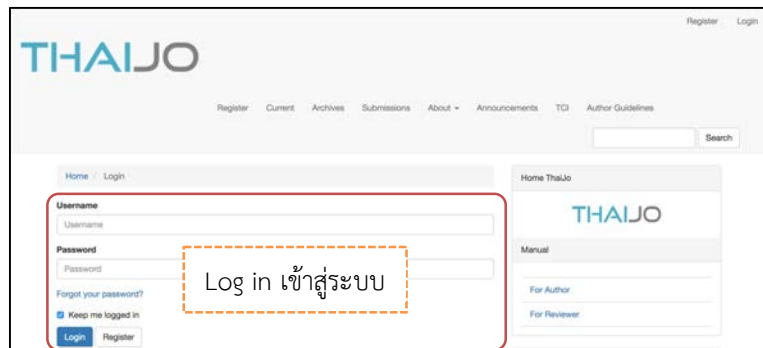 Register Login
THAIJO
Register Current Archives Submissions About Announcements TCI Author Guidelines
Search
Home / Login
Username
Username
Password
Password
Forgot your password?
Keep me logged in
Login Register
Log in เข้าสู่ระบบ
Home ThaiJo
THAIJO
Manual
For Author
For Reviewer